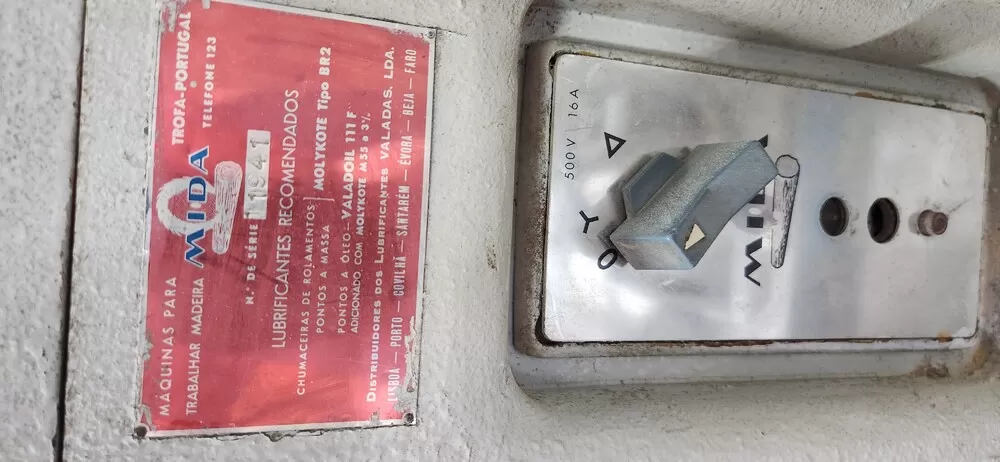 MÁQUINAS PARA
TRABALHAR MADEIRA
MIDA
TROFA-PORTUGAL
TELEFONE 123
N.º DE SÉRIE 11941
LUBRIFICANTES RECOMENDADOS
CHUMACEIRAS DE ROLAMENTOS
PONTOS A MASSA
MOLYKOTE Tipo BR2
PONTOS A ÓLEO-VALADOIL 111 F
ADICIONADO COM MOLYKOTE M 55 a 3%
DISTRIBUIDORES DOS LUBRIFICANTES VALADAS, LDA.
LISBOA — PORTO — COVILHÃ — SANTARÉM — ÉVORA — BEJA — FARO
500 V 16 A
O Y Δ
MIDA